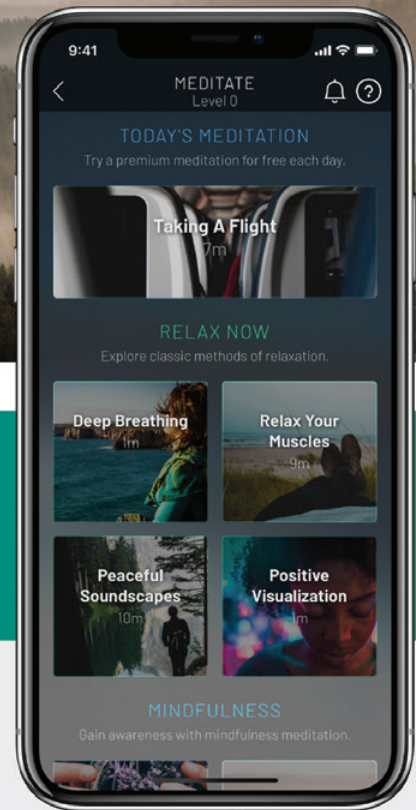 9:41
MEDITATE
Level 0
TODAY'S MEDITATION
Try a premium meditation for free each day.
Taking A Flight
7m
RELAX NOW
Explore classic methods of relaxation.
Deep Breathing
1m
Relax Your
Muscles
9m
Peaceful
Soundscapes
10m
Positive
Visualization
1m
MINDFULNESS
Gain awareness with mindfulness meditation.